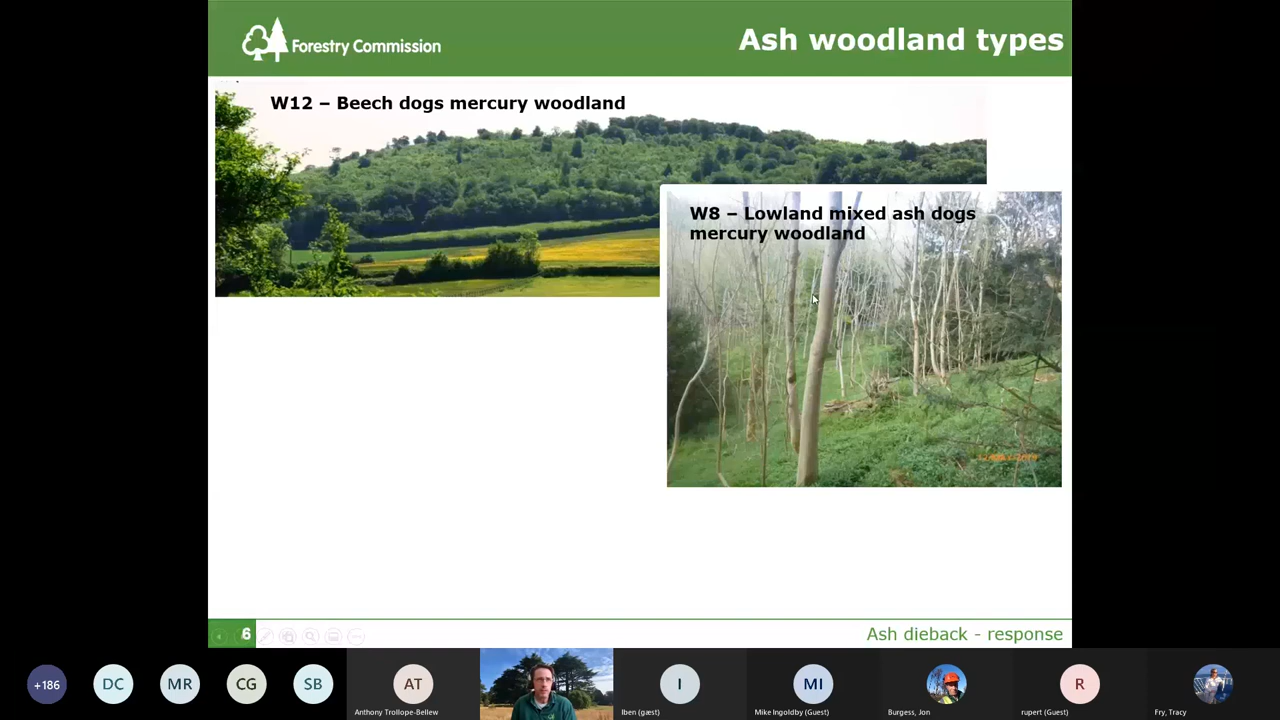 Forestry Commission
Ash woodland types
W12 – Beech dogs mercury woodland
W8 – Lowland mixed ash dogs
mercury woodland
6
Ash dieback - response
+186
DC
MR
CG
SB
AT
I
MI
R
Anthony Trollope-Bellew
Iben (gæst)
Mike Ingoldby (Guest)
Burgess, Jon
rupert (Guest)
Fry, Tracy